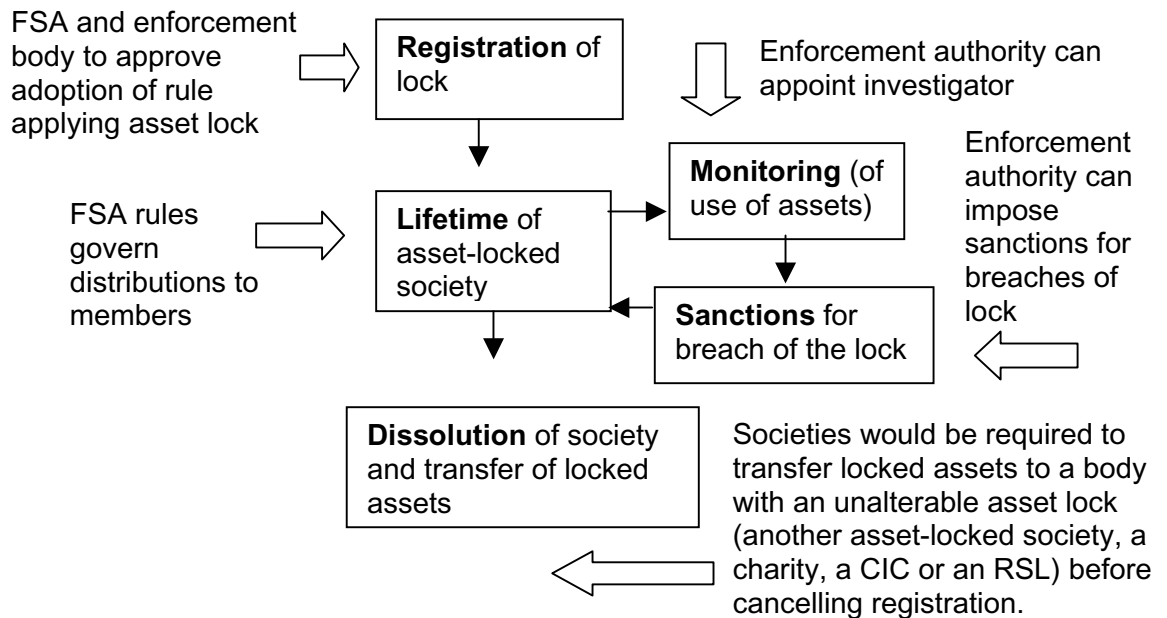 FSA and enforcement
body to approve
adoption of rule
applying asset lock
Registration of
lock
Enforcement authority can
appoint investigator
Monitoring (of
use of assets)
Enforcement
authority can
impose
sanctions for
breaches of
lock
FSA rules
govern
distributions to
members
Lifetime of
asset-locked
society
Sanctions for
breach of the lock
Dissolution of society
and transfer of locked
assets
Societies would be required to
transfer locked assets to a body
with an unalterable asset lock
(another asset-locked society, a
charity, a CIC or an RSL) before
cancelling registration.